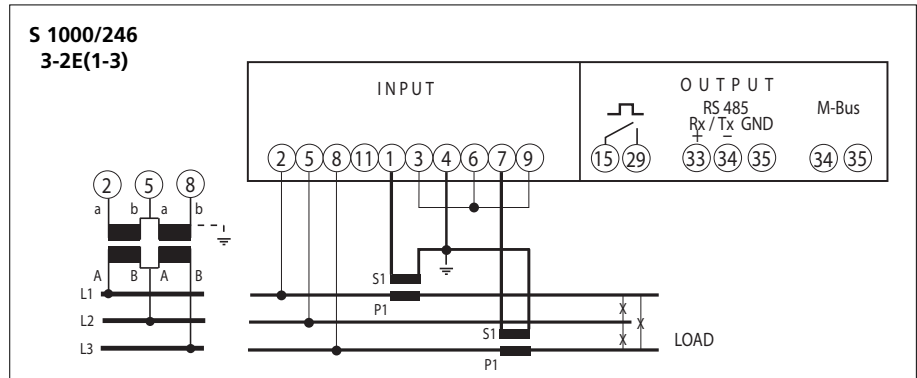 S 1000/246
3-2E(1-3)
INPUT
OUTPUT
RS 485
Rx / Tx GND
+ −
M-Bus
2 5 8 11 1 3 4 6 7 9
15 29 33 34 35 34 35
2 5 8
a b a b
A B A B
L1
L2
L3
S1
P1
S1
P1
X
X
X
LOAD